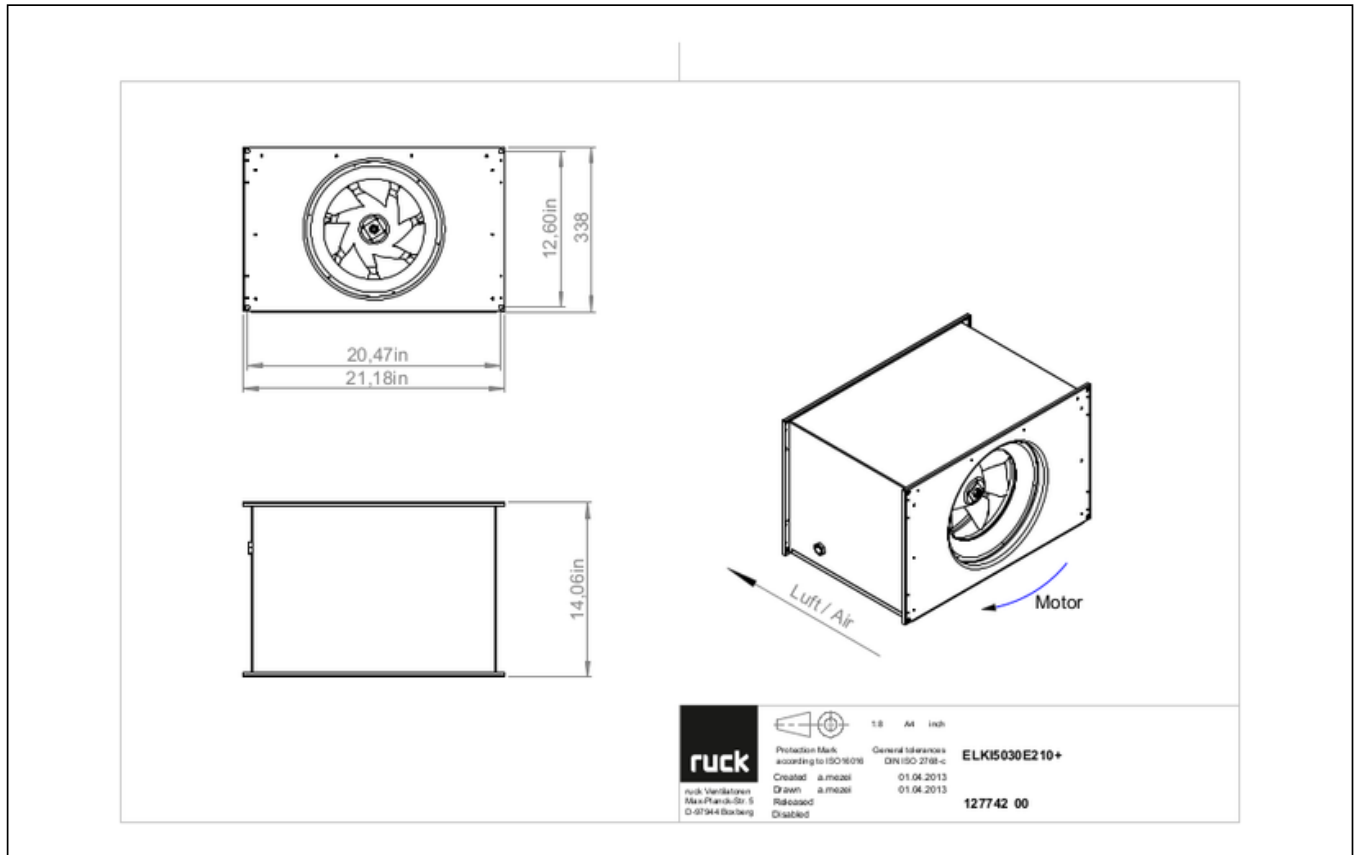 12,60in
338
20,47in
21,18in
14,06in
Luft / Air
Motor
ruck
ruck Ventilatoren
Max-Planck-Str. 5
D-97944 Boxberg
1:8 A4 inch
Protection Mark
according to ISO16016
General tolerances
DIN ISO 2768-c
Created a.mezei 01.04.2013
Drawn a.mezei 01.04.2013
Released
Disabled
ELKI5030E210+
127742 00